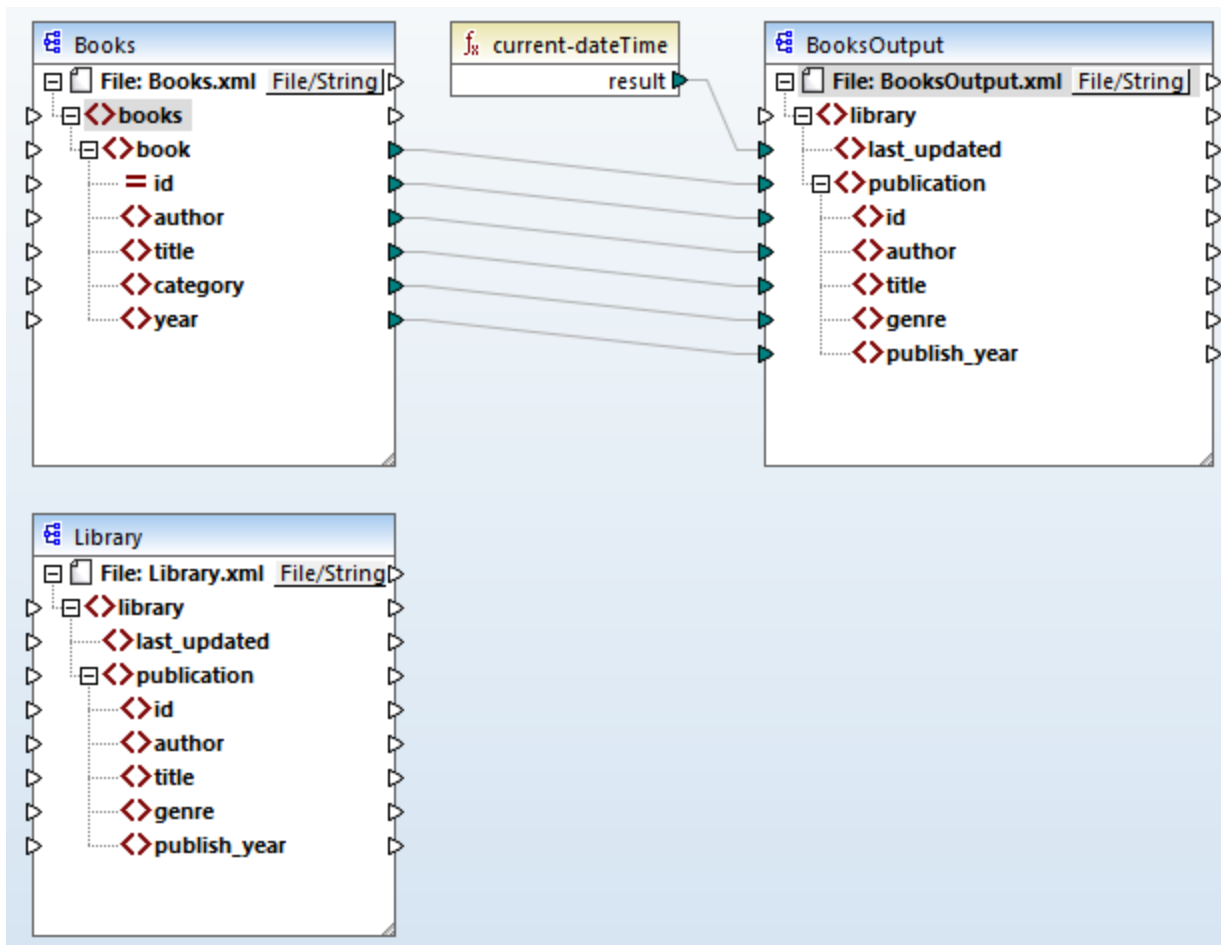 Books
File: Books.xml File/String
books
book
id
author
title
category
year
fx current-dateTime
result
BooksOutput
File: BooksOutput.xml File/String
library
last_updated
publication
id
author
title
genre
publish_year
Library
File: Library.xml File/String
library
last_updated
publication
id
author
title
genre
publish_year